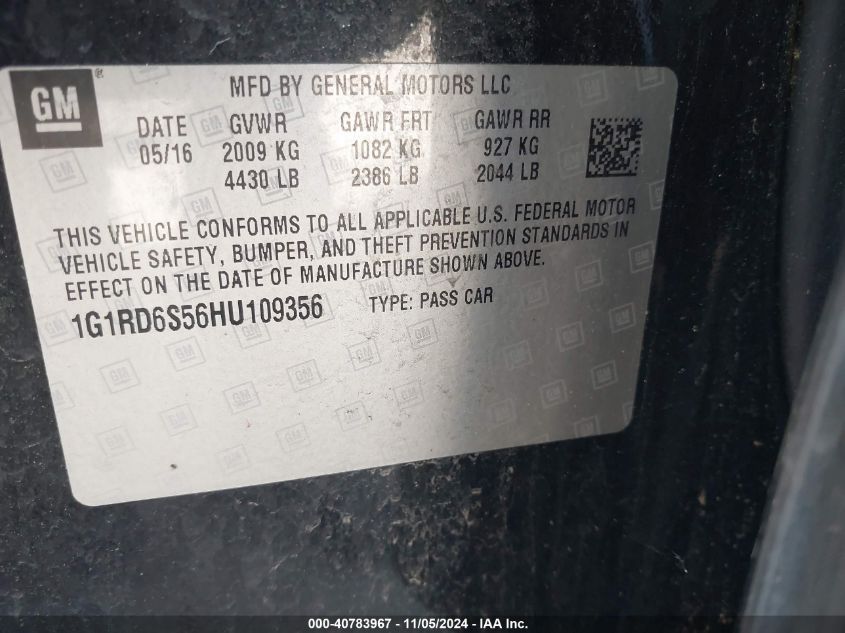 GM®
MFD BY GENERAL MOTORS LLC
DATE GVWR GAWR FRT GAWR RR
05/16 2009 KG 1082 KG 927 KG
4430 LB 2386 LB 2044 LB
THIS VEHICLE CONFORMS TO ALL APPLICABLE U.S. FEDERAL MOTOR
VEHICLE SAFETY, BUMPER, AND THEFT PREVENTION STANDARDS IN
EFFECT ON THE DATE OF MANUFACTURE SHOWN ABOVE.
1G1RD6S56HU109356 TYPE: PASS CAR
000-40783967 - 11/05/2024 - IAA Inc.